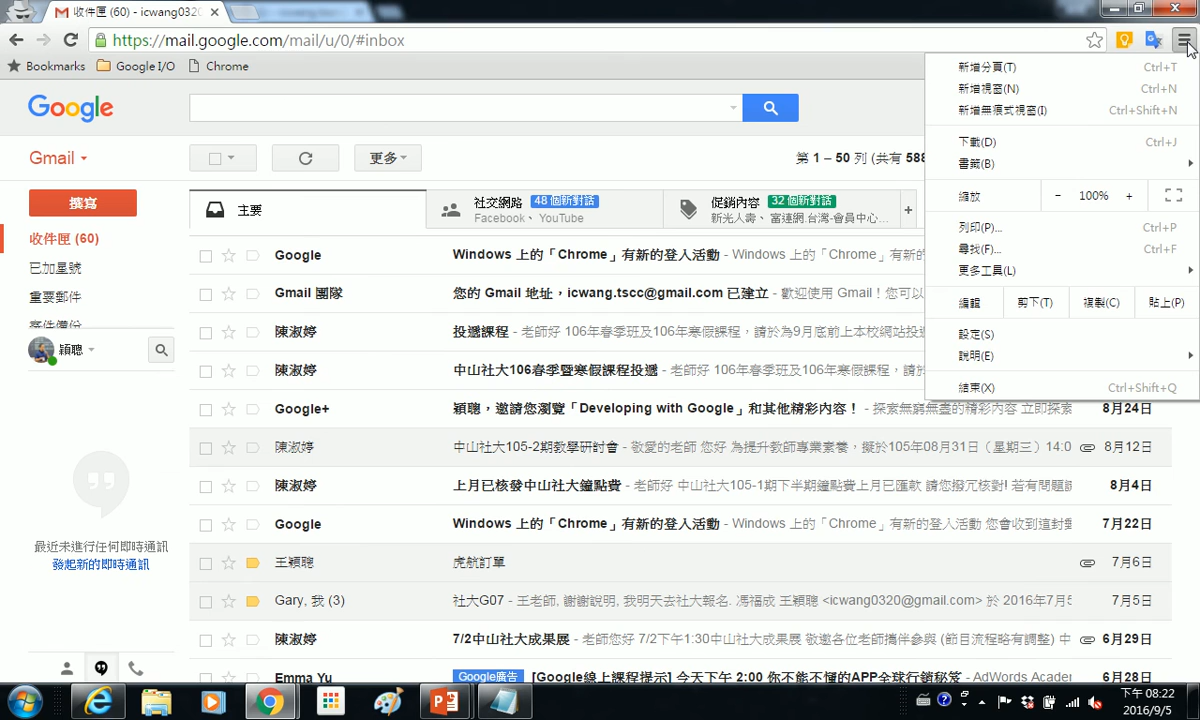 收件匣 (60) - icwang0320
https://mail.google.com/mail/u/0/#inbox
Bookmarks Google I/O Chrome
新增分頁(T) Ctrl+T
新增視窗(N) Ctrl+N
新增無痕式視窗(I) Ctrl+Shift+N
下載(D) Ctrl+J
書籤(B)
縮放 - 100% +
列印(P)... Ctrl+P
尋找(F)... Ctrl+F
更多工具(L)
編輯 剪下(T) 複製(C) 貼上(P)
設定(S)
說明(E)
結束(X) Ctrl+Shift+Q
Google
Gmail
更多
第 1 – 50 列 (共有 588
撰寫
收件匣 (60)
已加星號
重要郵件
寄件備份
穎聰
最近未進行任何即時通訊
發起新的即時通訊
主要
社交網路 48 個新對話
Facebook、 YouTube
促銷內容 32 個新對話
新光人壽、 富連網.台灣-會員中心...
+
Google Windows 上的「Chrome」有新的登入活動 - Windows 上的「Chrome」有新的
Gmail 團隊 您的 Gmail 地址，icwang.tscc@gmail.com 已建立 - 歡迎使用 Gmail！您可以
陳淑婷 投遞課程 - 老師好 106年春季班及106年寒假課程，請於為9月底前上本校網站投
陳淑婷 中山社大106春季暨寒假課程投遞 - 老師好 106年春季班及106年寒假課程，請於
Google+ 穎聰，邀請您瀏覽「Developing with Google」和其他精彩內容！ - 探索無窮無盡的精彩內容 立即探索 8月24日
陳淑婷 中山社大105-2期教學研討會 - 敬愛的老師 您好 為提升教師專業素養，擬於105年08月31日（星期三）14:0 8月12日
陳淑婷 上月已核發中山社大鐘點費 - 老師好 中山社大105-1期下半期鐘點費上月已匯款 請您撥冗核對! 若有問題 8月4日
Google Windows 上的「Chrome」有新的登入活動 - Windows 上的「Chrome」有新的登入活動 您會收到這封 7月22日
王穎聰 虎航訂單 7月6日
Gary, 我 (3) 社大G07 - 王老師, 謝謝說明, 我明天去社大報名. 馮福成 王穎聰 <icwang0320@gmail.com> 於 2016年7月5 7月5日
陳淑婷 7/2中山社大成果展 - 老師您好 7/2下午1:30中山社大成果展 敬邀各位老師攜伴參與 (節目流程略有調整) 中 6月29日
Emma Yu Google廣告 [Google線上課程提示] 今天下午 2:00 你不能不懂的APP全球行銷秘笈 - AdWords Academ 6月28日
下午 08:22
2016/9/5